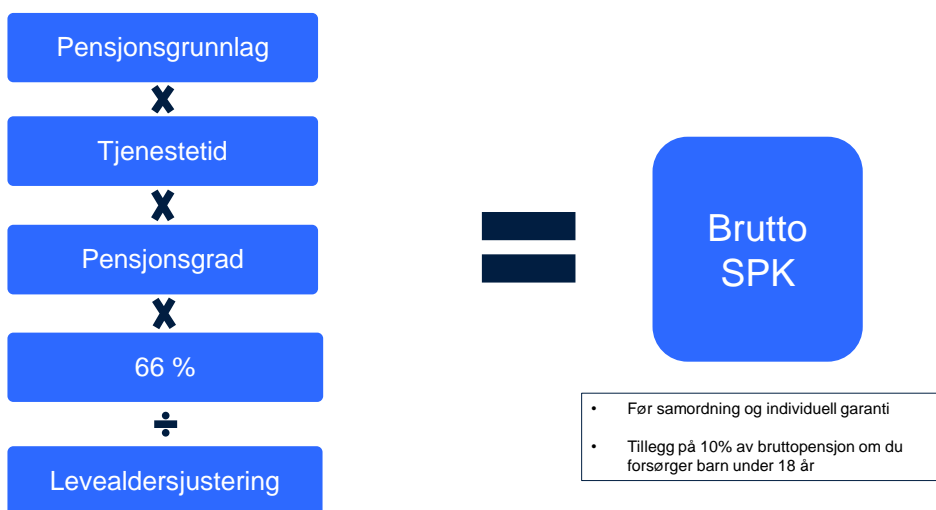 Pensjonsgrunnlag
x
Tjenestetid
x
Pensjonsgrad
x
66 %
÷
Levealdersjustering
=
Brutto
SPK
• Før samordning og individuell garanti
• Tillegg på 10% av bruttopensjon om du
forsørger barn under 18 år